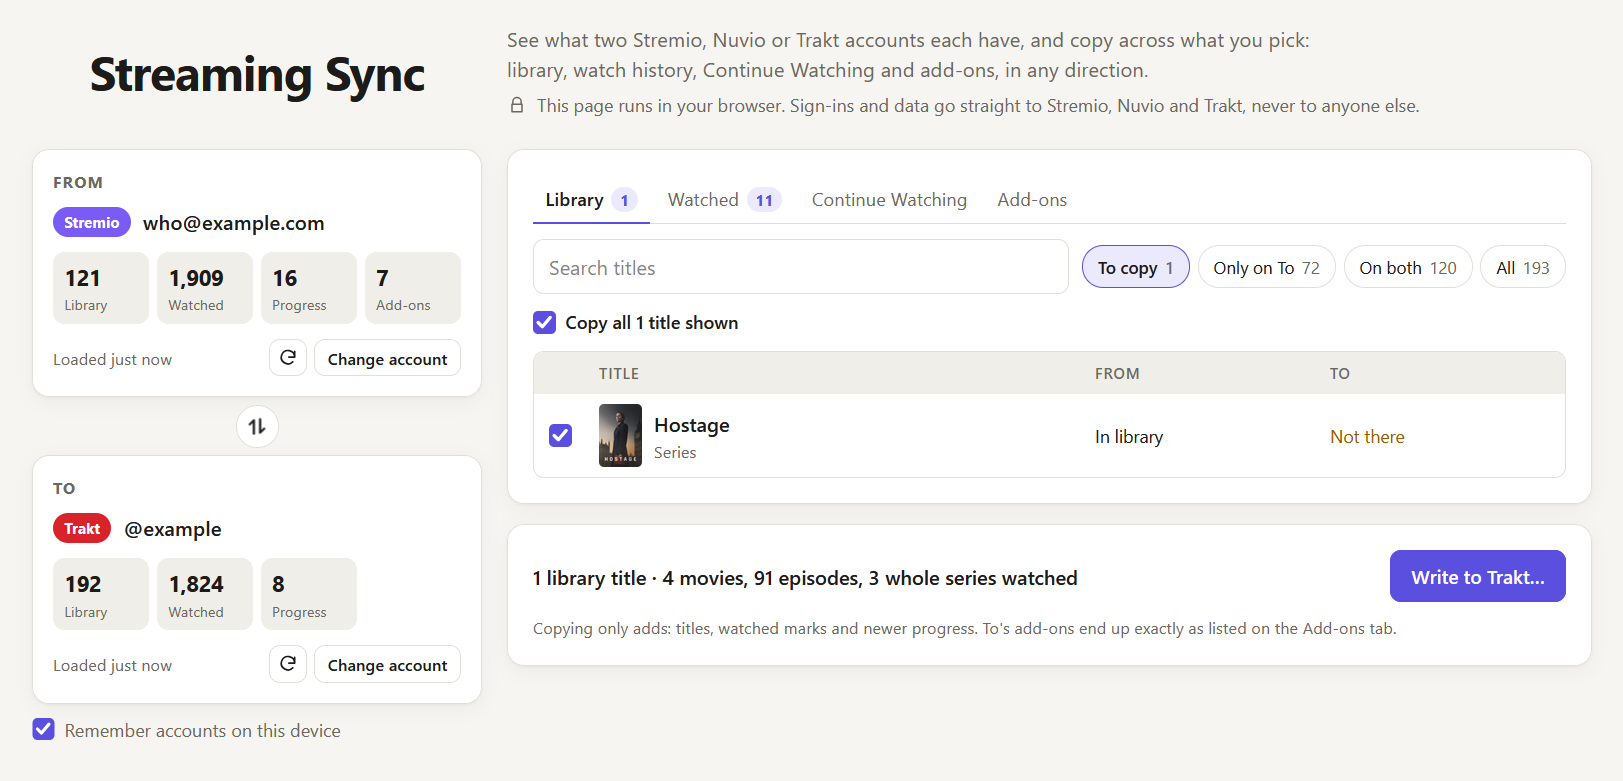 Streaming Sync
See what two Stremio, Nuvio or Trakt accounts each have, and copy across what you pick:
library, watch history, Continue Watching and add-ons, in any direction.
This page runs in your browser. Sign-ins and data go straight to Stremio, Nuvio and Trakt, never to anyone else.
FROM
Stremio who@example.com
121 1,909 16 7
Library Watched Progress Add-ons
Loaded just now Change account
TO
Trakt @example
192 1,824 8
Library Watched Progress
Loaded just now Change account
Remember accounts on this device
Library 1 Watched 11 Continue Watching Add-ons
Search titles To copy 1 Only on To 72 On both 120 All 193
Copy all 1 title shown
TITLE FROM TO
HOSTAGE
Hostage
Series
In library Not there
1 library title · 4 movies, 91 episodes, 3 whole series watched
Write to Trakt...
Copying only adds: titles, watched marks and newer progress. To's add-ons end up exactly as listed on the Add-ons tab.